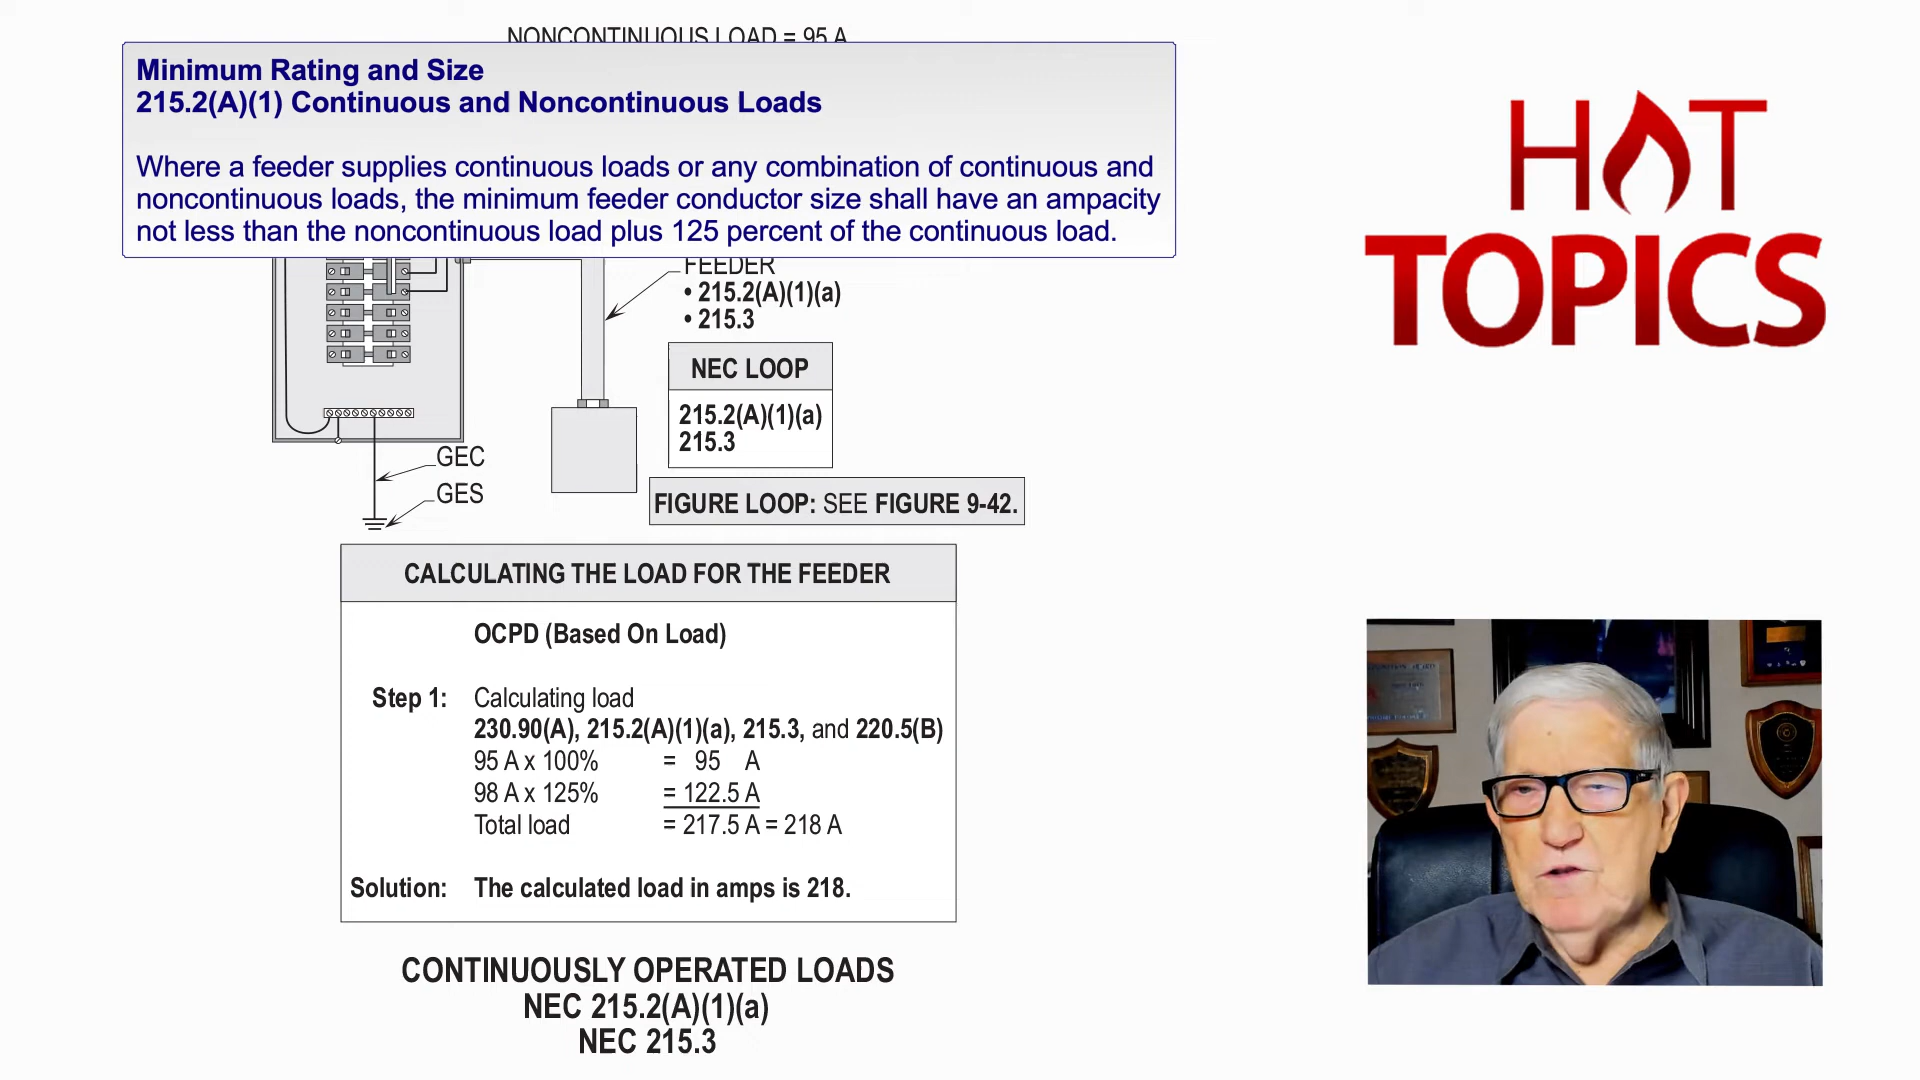 NONCONTINUOUS LOAD = 95 A
Minimum Rating and Size
215.2(A)(1) Continuous and Noncontinuous Loads
Where a feeder supplies continuous loads or any combination of continuous and
noncontinuous loads, the minimum feeder conductor size shall have an ampacity
not less than the noncontinuous load plus 125 percent of the continuous load.
HOT
TOPICS
FEEDER
• 215.2(A)(1)(a)
• 215.3
NEC LOOP
215.2(A)(1)(a)
215.3
GEC
GES
FIGURE LOOP: SEE FIGURE 9-42.
CALCULATING THE LOAD FOR THE FEEDER
OCPD (Based On Load)
Step 1: Calculating load
230.90(A), 215.2(A)(1)(a), 215.3, and 220.5(B)
95 A x 100% = 95 A
98 A x 125% = 122.5 A
Total load = 217.5 A = 218 A
Solution: The calculated load in amps is 218.
CONTINUOUSLY OPERATED LOADS
NEC 215.2(A)(1)(a)
NEC 215.3